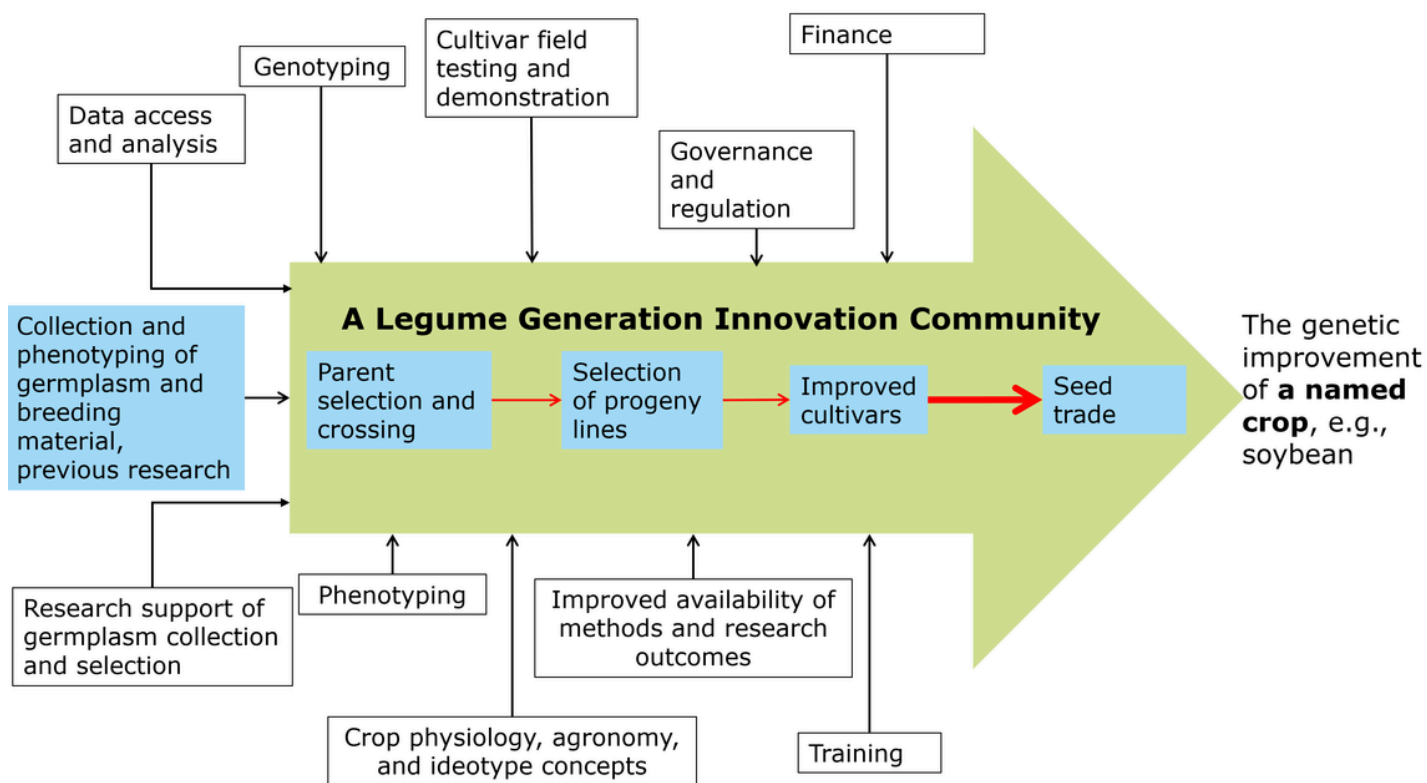 Finance
Cultivar field
testing and
demonstration
Genotyping
Data access
and analysis
Governance
and
regulation
A Legume Generation Innovation Community
Collection and
phenotyping of
germplasm and
breeding
material,
previous research
Parent
selection and
crossing
Selection
of progeny
lines
Improved
cultivars
Seed
trade
The genetic
improvement
of a named
crop, e.g.,
soybean
Research support of
germplasm collection
and selection
Phenotyping
Improved availability of
methods and research
outcomes
Crop physiology, agronomy,
and ideotype concepts
Training